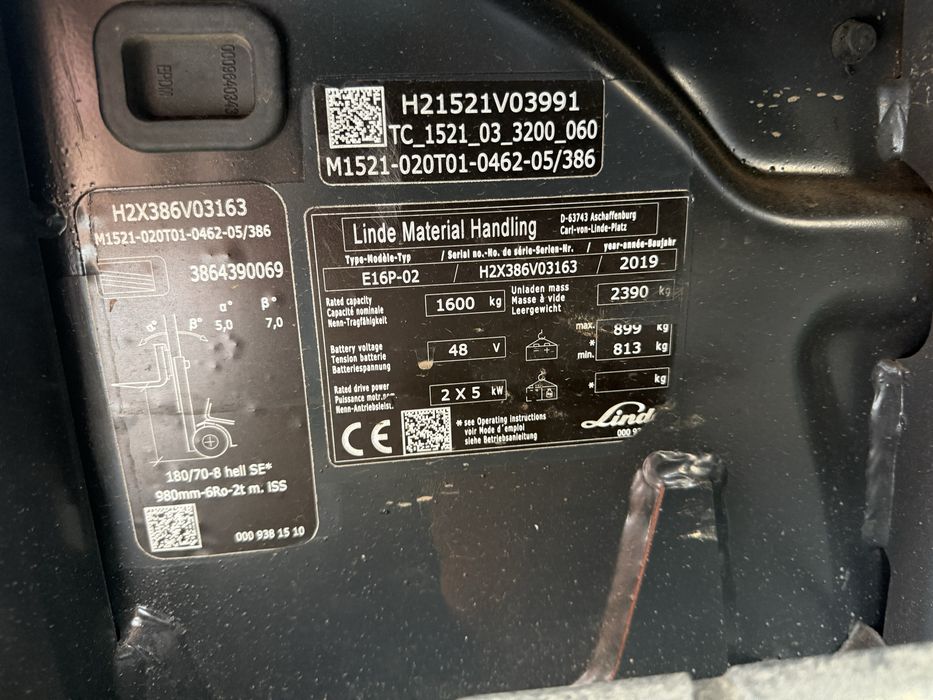 EPDM
H21521V03991
TC_1521_03_3200_060
M1521-020T01-0462-05/386
H2X386V03163
M1521-020T01-0462-05/386
3864390069
α° β°
5,0 7,0
α° β°
180/70-8 hell SE*
980mm-6Ro-2t m. ISS
000 938 15 10
Linde Material Handling
D-63743 Aschaffenburg
Carl-von-Linde-Platz
Type-Modèle-Typ / Serial no.-No. de série-Serien-Nr. / year-année-Baujahr
E16P-02 / H2X386V03163 / 2019
Rated capacity
Capacité nominale
Nenn-Tragfähigkeit
1600 kg
Unladen mass
Masse à vide
Leergewicht
2390 kg
Battery voltage
Tension batterie
Batteriespannung
48 V
max. 899 kg
*
min. 813 kg
Rated drive power
Puissance motr.nom
Nenn-Antriebsleist.
2 X 5 kW
* kg
CE
* see Operating instructions
voir Mode d'emploi
siehe Betriebsanleitung
Linde
000 93